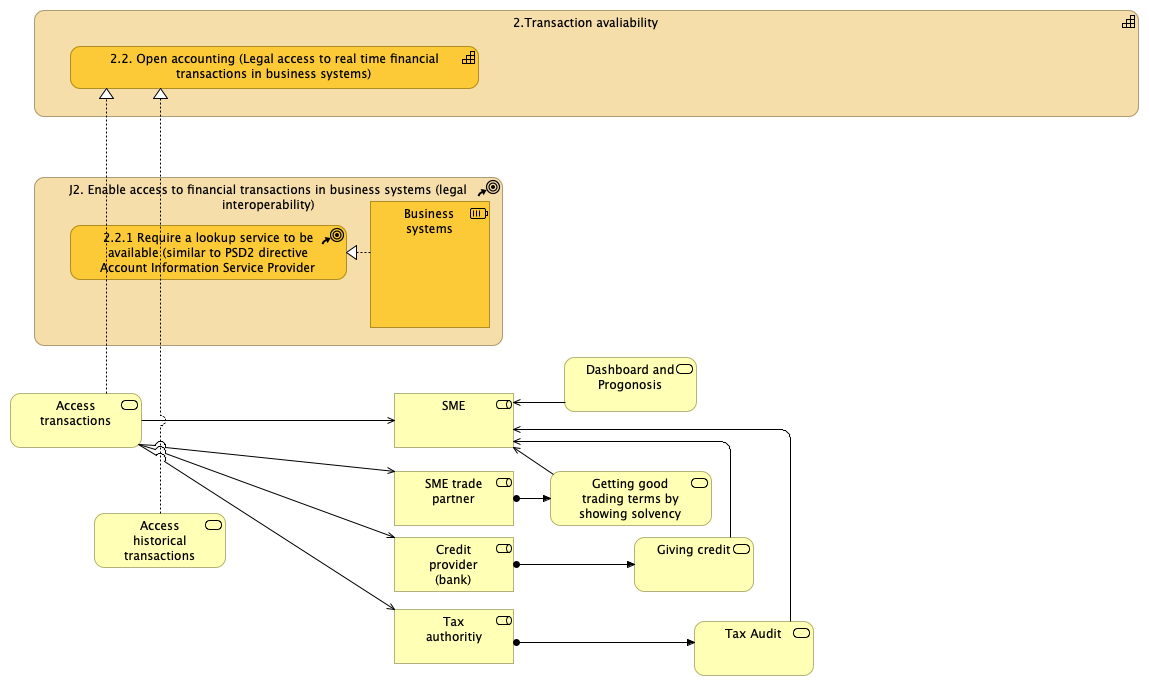 2.Transaction avaliability
2.2. Open accounting (Legal access to real time financial
transactions in business systems)
J2. Enable access to financial transactions in business systems (legal
interoperability)
Business
systems
2.2.1 Require a lookup service to be
available (similar to PSD2 directive
Account Information Service Provider
Dashboard and
Progonosis
Access
transactions
SME
SME trade
partner
Getting good
trading terms by
showing solvency
Access
historical
transactions
Credit
provider
(bank)
Giving credit
Tax
authoritiy
Tax Audit